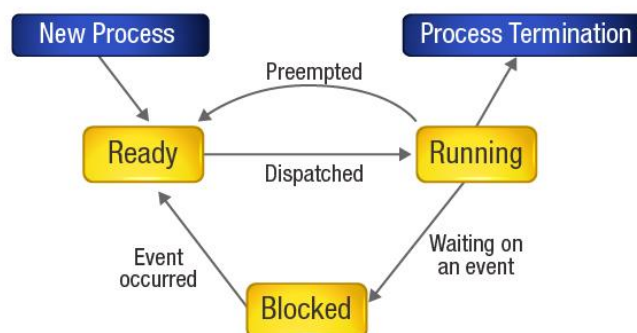 New Process
Process Termination
Preempted
Ready
Running
Dispatched
Event
occurred
Waiting on
an event
Blocked